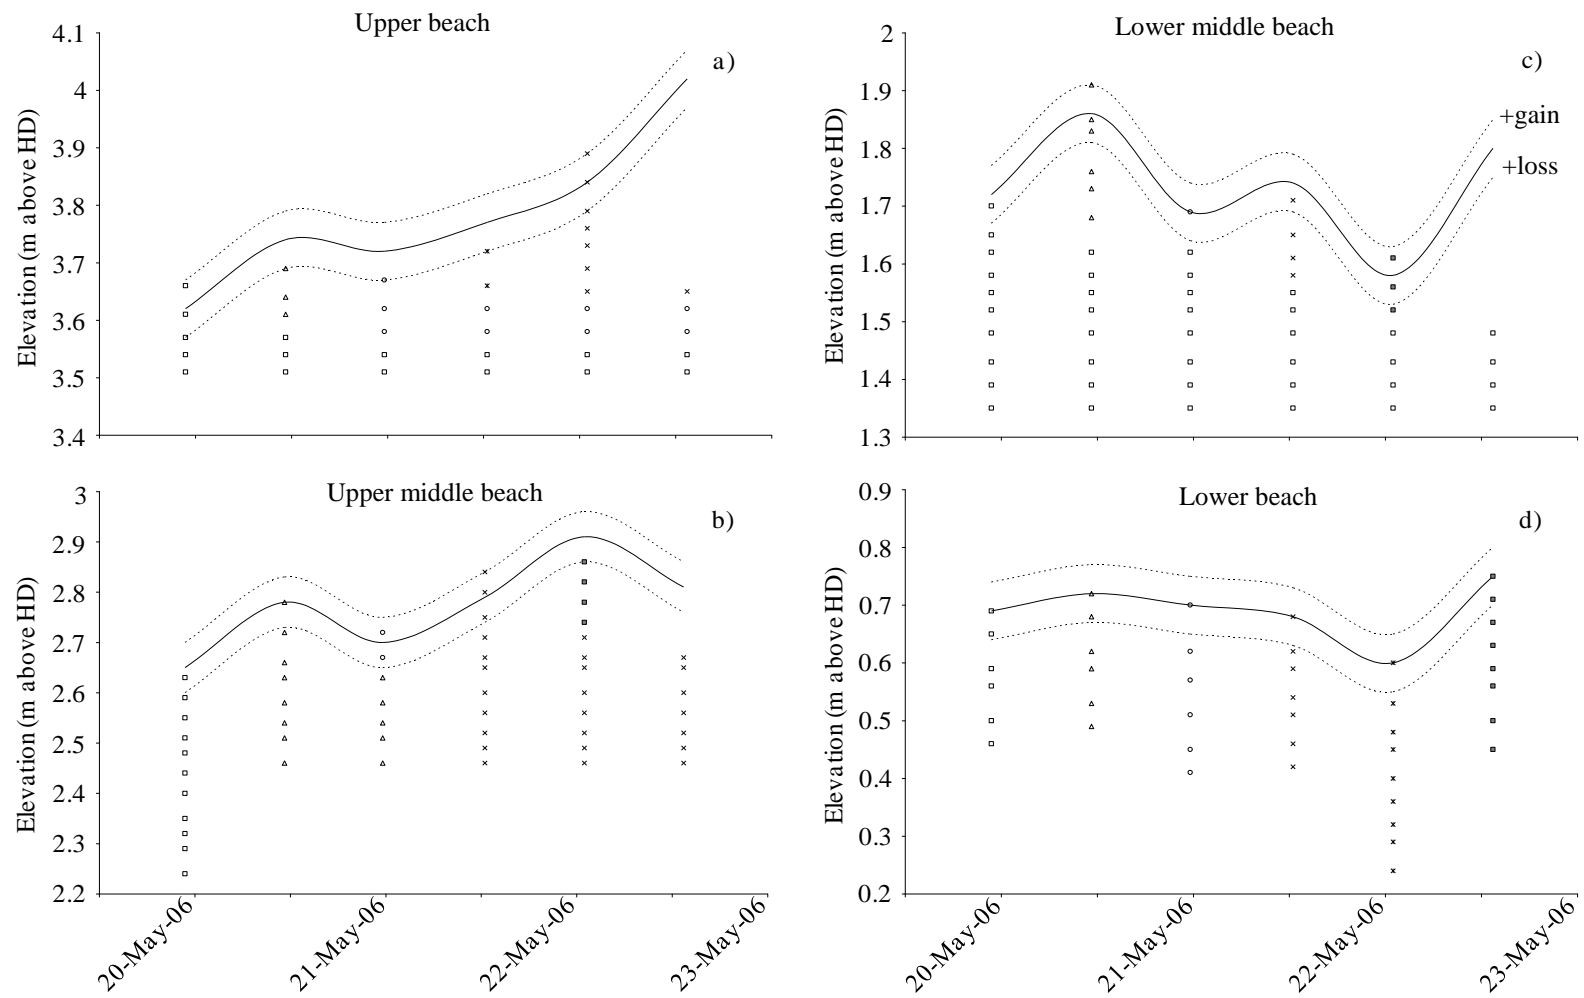 Upper beach
a)
Elevation (m above HD)
4.1
4
3.9
3.8
3.7
3.6
3.5
3.4
Lower middle beach
c)
Elevation (m above HD)
2
1.9
1.8
1.7
1.6
1.5
1.4
1.3
+gain
+loss
Upper middle beach
b)
Elevation (m above HD)
3
2.9
2.8
2.7
2.6
2.5
2.4
2.3
2.2
20-May-06
21-May-06
22-May-06
23-May-06
Lower beach
d)
Elevation (m above HD)
0.9
0.8
0.7
0.6
0.5
0.4
0.3
0.2
20-May-06
21-May-06
22-May-06
23-May-06